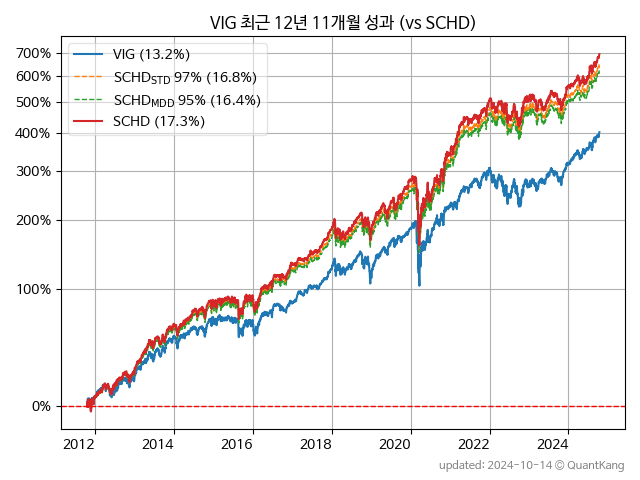 VIG 최근 12년 11개월 성과 (vs SCHD)
700%
600%
500%
400%
300%
200%
100%
0%
VIG (13.2%)
SCHD_STD 97% (16.8%)
SCHD_MDD 95% (16.4%)
SCHD (17.3%)
2012 2014 2016 2018 2020 2022 2024
updated: 2024-10-14 © QuantKang